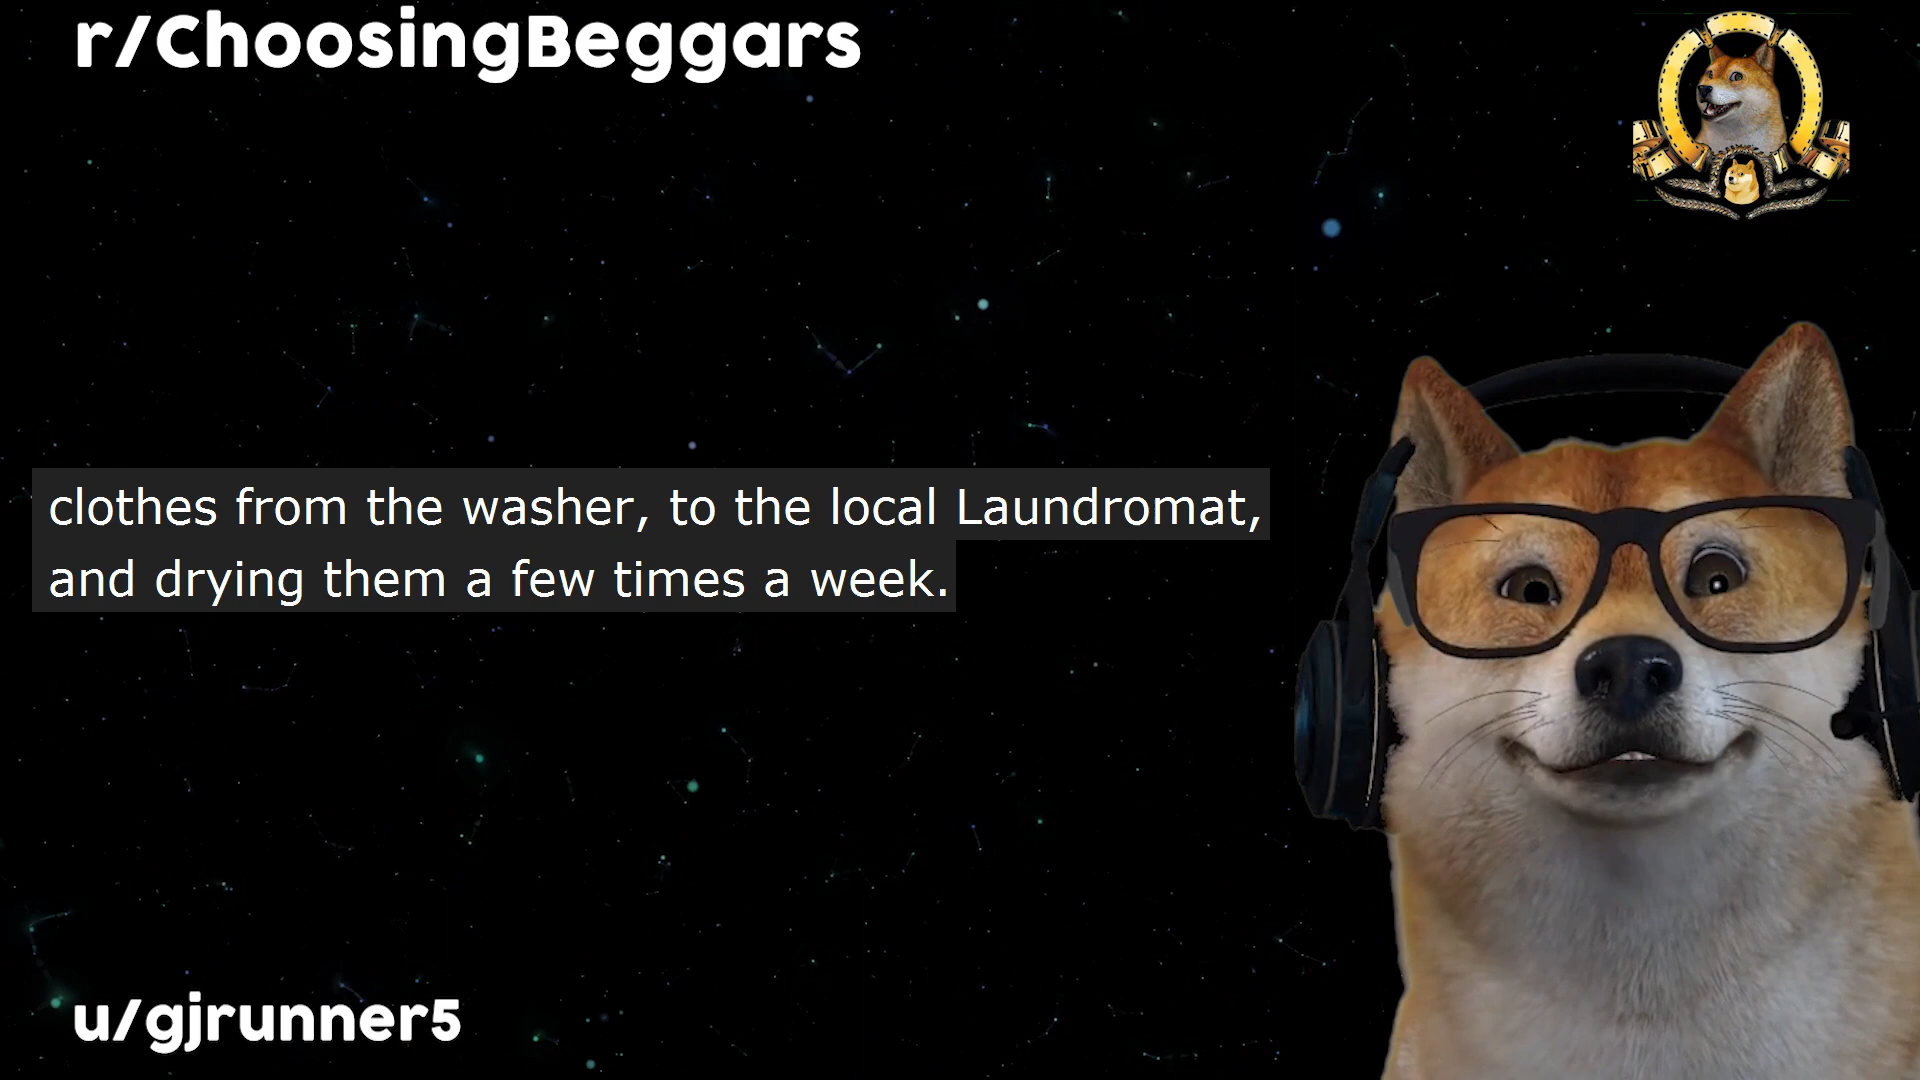 r/ChoosingBeggars
clothes from the washer, to the local Laundromat,
and drying them a few times a week.
u/gjrunner5